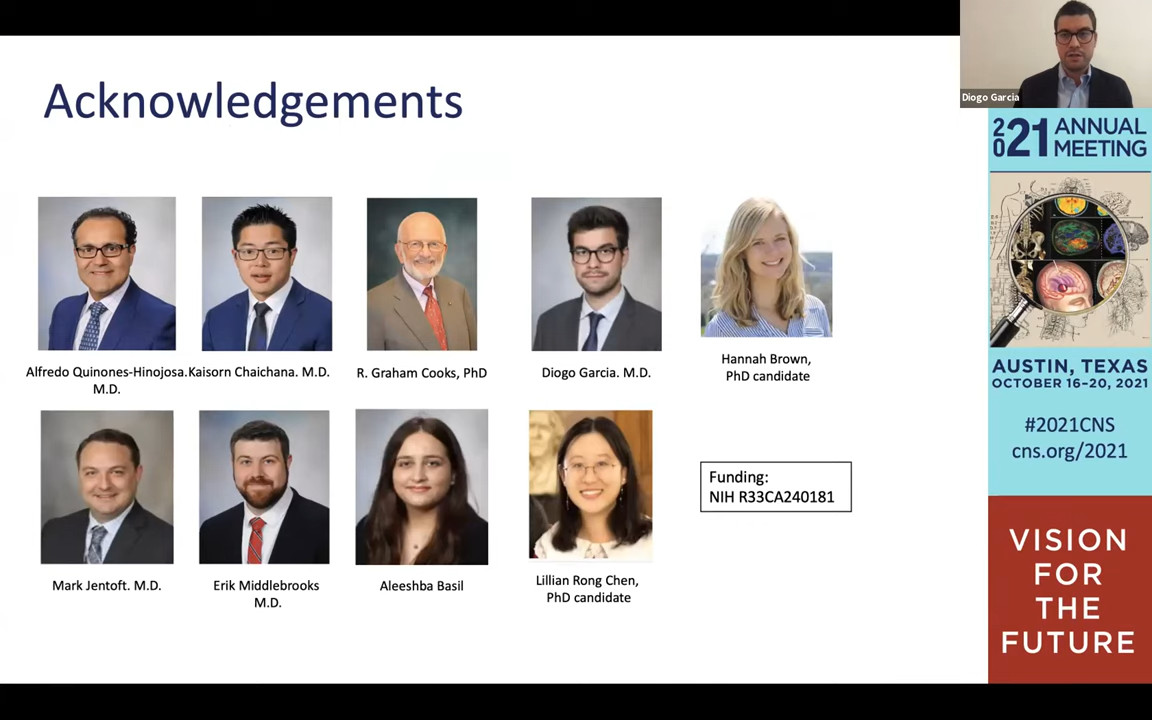 Acknowledgements
Alfredo Quinones-Hinojosa.
M.D.
Kaisorn Chaichana. M.D.
R. Graham Cooks, PhD
Diogo Garcia. M.D.
Hannah Brown,
PhD candidate
Mark Jentoft. M.D.
Erik Middlebrooks
M.D.
Aleeshba Basil
Lillian Rong Chen,
PhD candidate
Funding:
NIH R33CA240181
Diogo Garcia
2021 ANNUAL
MEETING
AUSTIN, TEXAS
OCTOBER 16–20, 2021
#2021CNS
cns.org/2021
VISION
FOR
THE
FUTURE